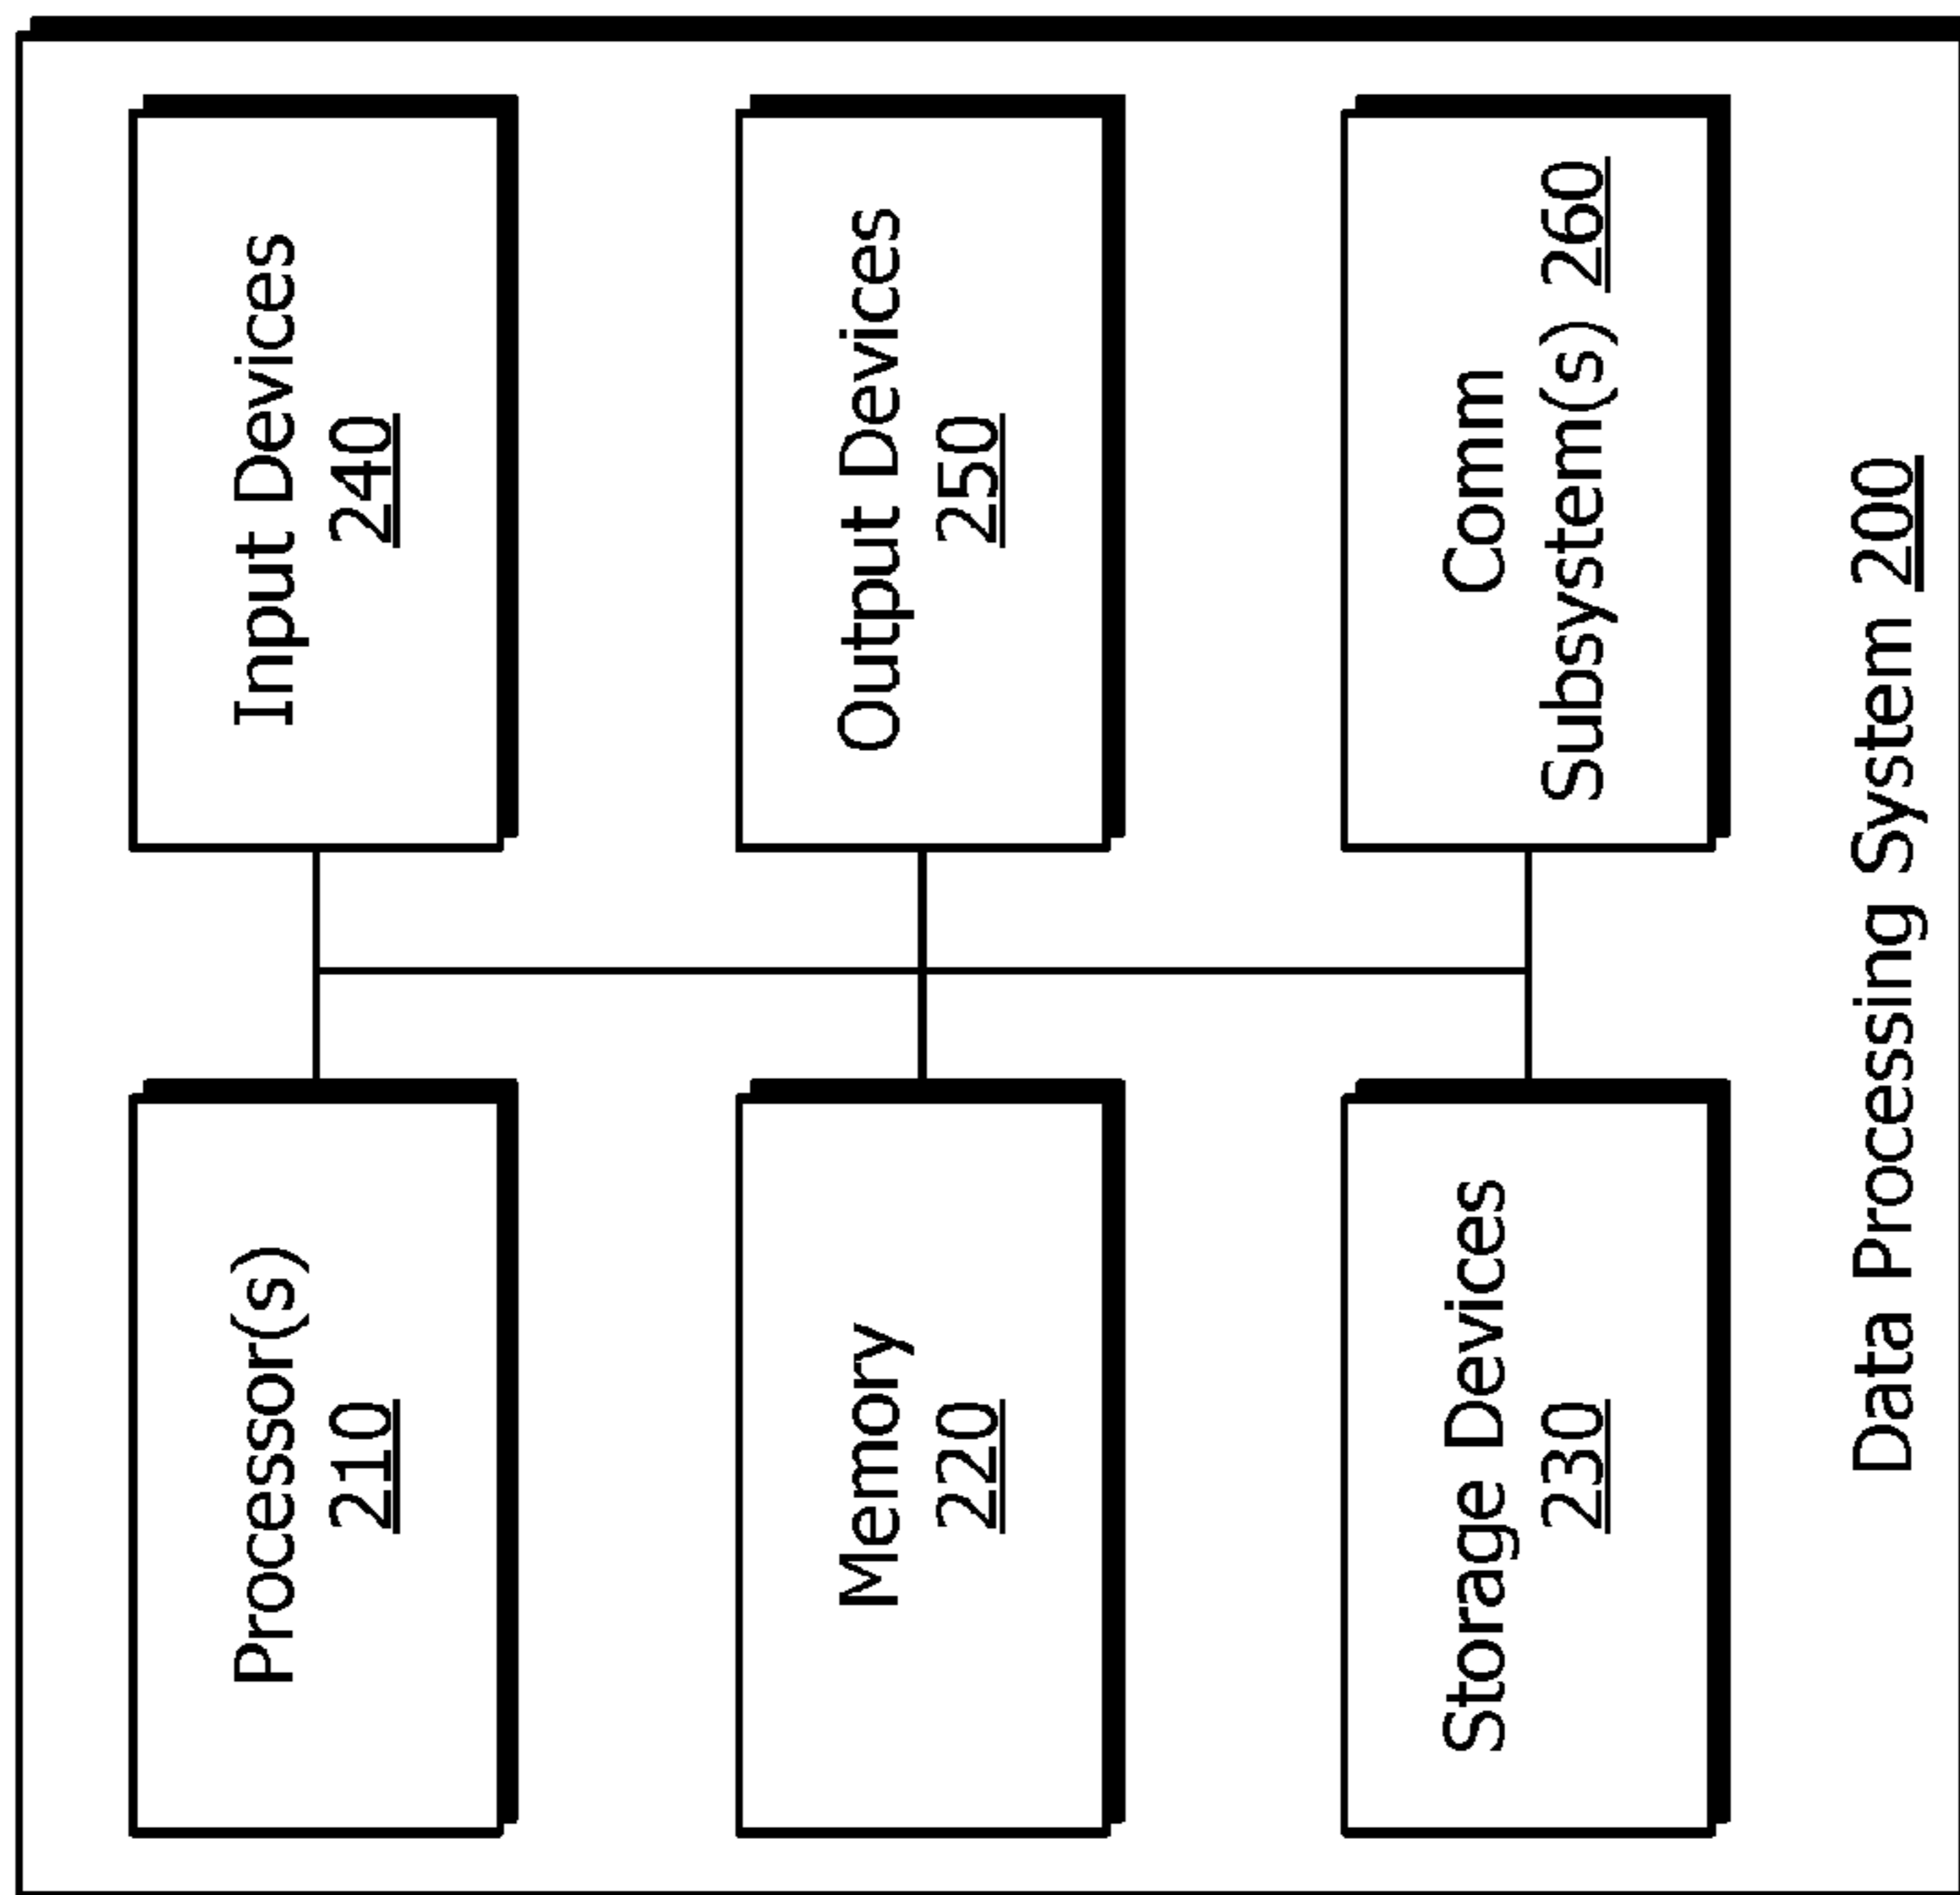 Processor(s)
210
Input Devices
240
Memory
220
Output Devices
250
Storage Devices
230
Comm
Subsystem(s) 260
Data Processing System 200